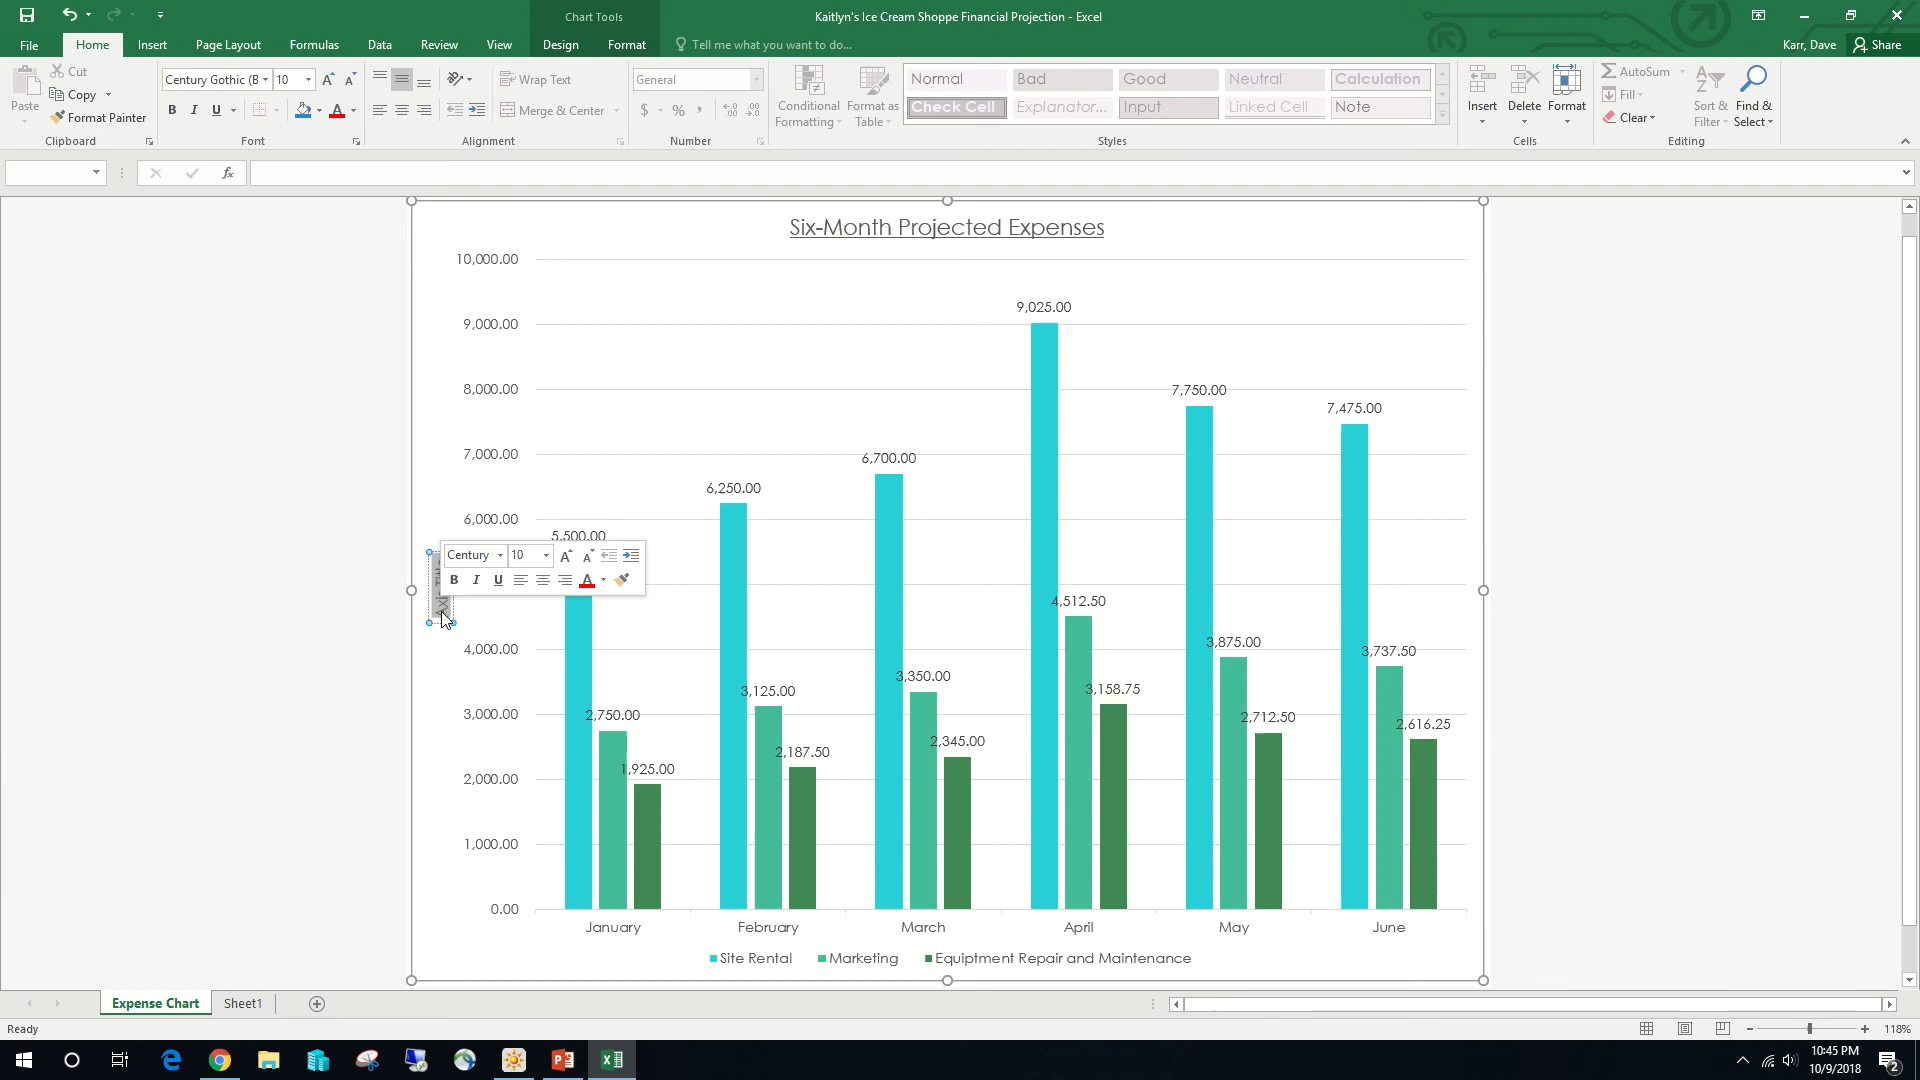 Chart Tools
Kaitlyn's Ice Cream Shoppe Financial Projection - Excel
File Home Insert Page Layout Formulas Data Review View Design Format Tell me what you want to do... Karr, Dave Share
Cut
Copy
Format Painter
Paste
Clipboard
Century Gothic (B 10
B I U
Font
Wrap Text
Merge & Center
Alignment
General
$ % ,
Number
Conditional Formatting
Format as Table
Normal Bad Good Neutral Calculation
Check Cell Explanator... Input Linked Cell Note
Styles
Insert Delete Format
Cells
AutoSum
Fill
Clear
Sort & Filter
Find & Select
Editing
fx
Six-Month Projected Expenses
10,000.00
9,000.00
8,000.00
7,000.00
6,000.00
4,000.00
3,000.00
2,000.00
1,000.00
0.00
Century 10
B I U
5,500.00
2,750.00
1,925.00
6,250.00
3,125.00
2,187.50
6,700.00
3,350.00
2,345.00
9,025.00
4,512.50
3,158.75
7,750.00
3,875.00
2,712.50
7,475.00
3,737.50
2,616.25
January February March April May June
Site Rental Marketing Equiptment Repair and Maintenance
Expense Chart Sheet1
Ready
118%
10:45 PM
10/9/2018
2